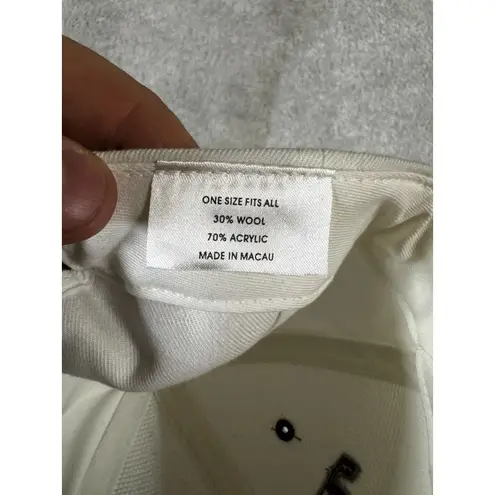 ONE SIZE FITS ALL
30% WOOL
70% ACRYLIC
MADE IN MACAU